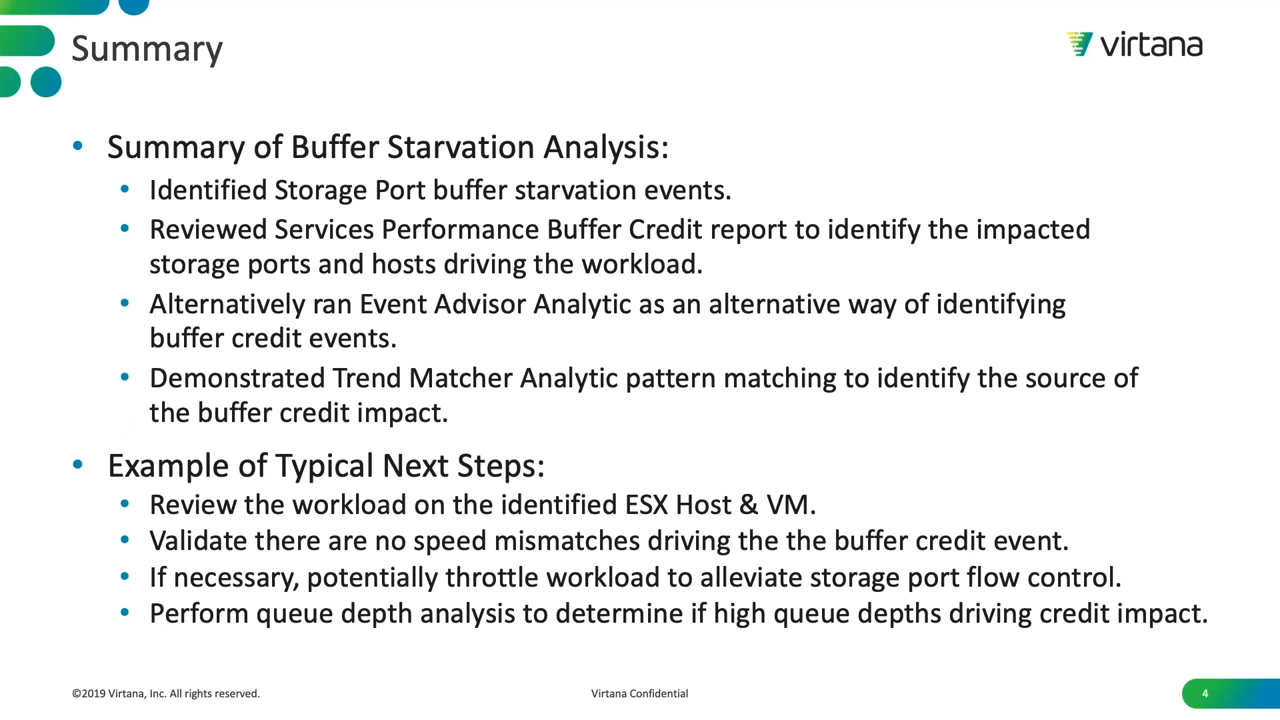 Summary
virtana
• Summary of Buffer Starvation Analysis:
• Identified Storage Port buffer starvation events.
• Reviewed Services Performance Buffer Credit report to identify the impacted
storage ports and hosts driving the workload.
• Alternatively ran Event Advisor Analytic as an alternative way of identifying
buffer credit events.
• Demonstrated Trend Matcher Analytic pattern matching to identify the source of
the buffer credit impact.
• Example of Typical Next Steps:
• Review the workload on the identified ESX Host & VM.
• Validate there are no speed mismatches driving the the buffer credit event.
• If necessary, potentially throttle workload to alleviate storage port flow control.
• Perform queue depth analysis to determine if high queue depths driving credit impact.
©2019 Virtana, Inc. All rights reserved.
Virtana Confidential
4